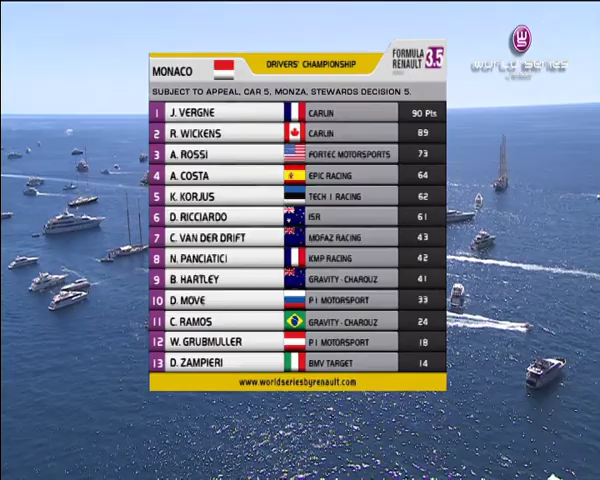 WS
world series
MONACO
DRIVERS' CHAMPIONSHIP
FORMULA RENAULT 3.5
SUBJECT TO APPEAL, CAR 5, MONZA, STEWARDS DECISION 5.
1 J. VERGNE CARLIN 90 Pts
2 R. WICKENS CARLIN 89
3 A. ROSSI FORTEC MOTORSPORTS 73
4 A. COSTA EPIC RACING 64
5 K. KORJUS TECH 1 RACING 62
6 D. RICCIARDO ISR 61
7 C. VAN DER DRIFT MOFAZ RACING 43
8 N. PANCIATICI KMP RACING 42
9 B. HARTLEY GRAVITY - CHAROUZ 41
10 D. MOVE P1 MOTORSPORT 33
11 C. RAMOS GRAVITY - CHAROUZ 24
12 W. GRUBMULLER P1 MOTORSPORT 18
13 D. ZAMPIERI BMV TARGET 14
www.worldseriesbyrenault.com